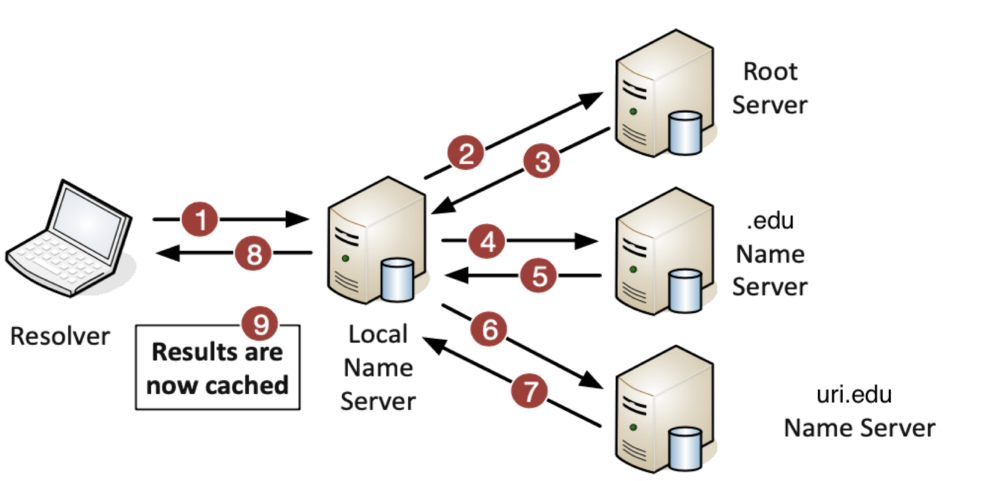 Root
Server
2
3
1
8
4
5
.edu
Name
Server
Resolver
9
Results are
now cached
Local
Name
Server
6
7
uri.edu
Name Server